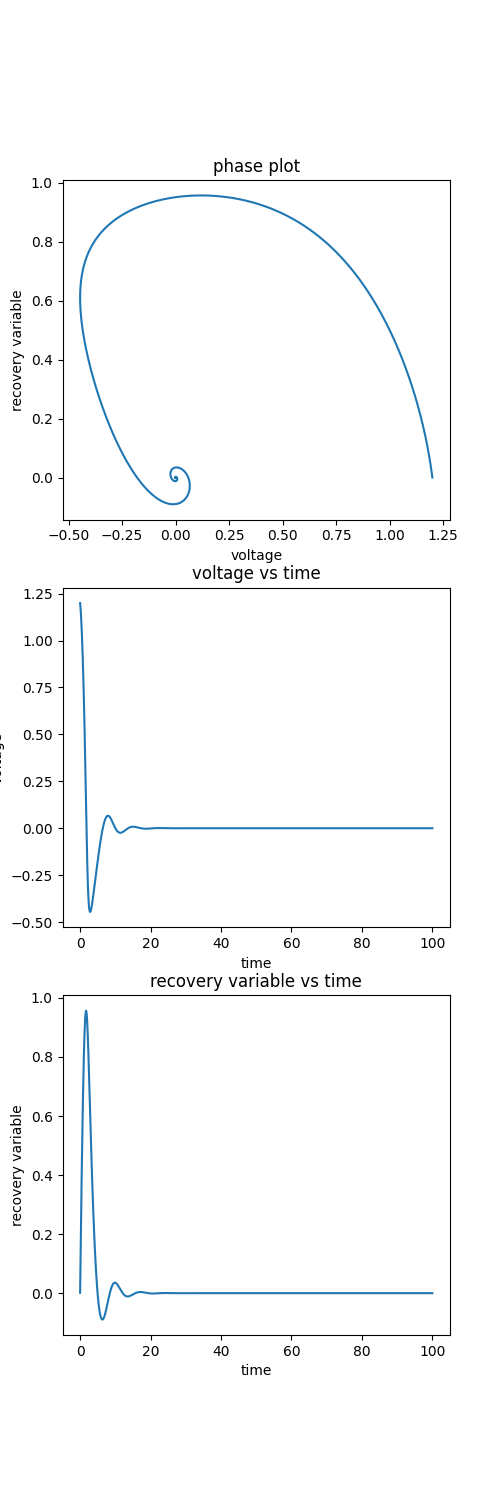 phase plot
1.0
0.8
0.6
0.4
0.2
0.0
recovery variable
−0.50 −0.25 0.00 0.25 0.50 0.75 1.00 1.25
voltage
voltage vs time
1.25
1.00
0.75
0.50
0.25
0.00
−0.25
−0.50
0 20 40 60 80 100
time
recovery variable vs time
1.0
0.8
0.6
0.4
0.2
0.0
recovery variable
0 20 40 60 80 100
time